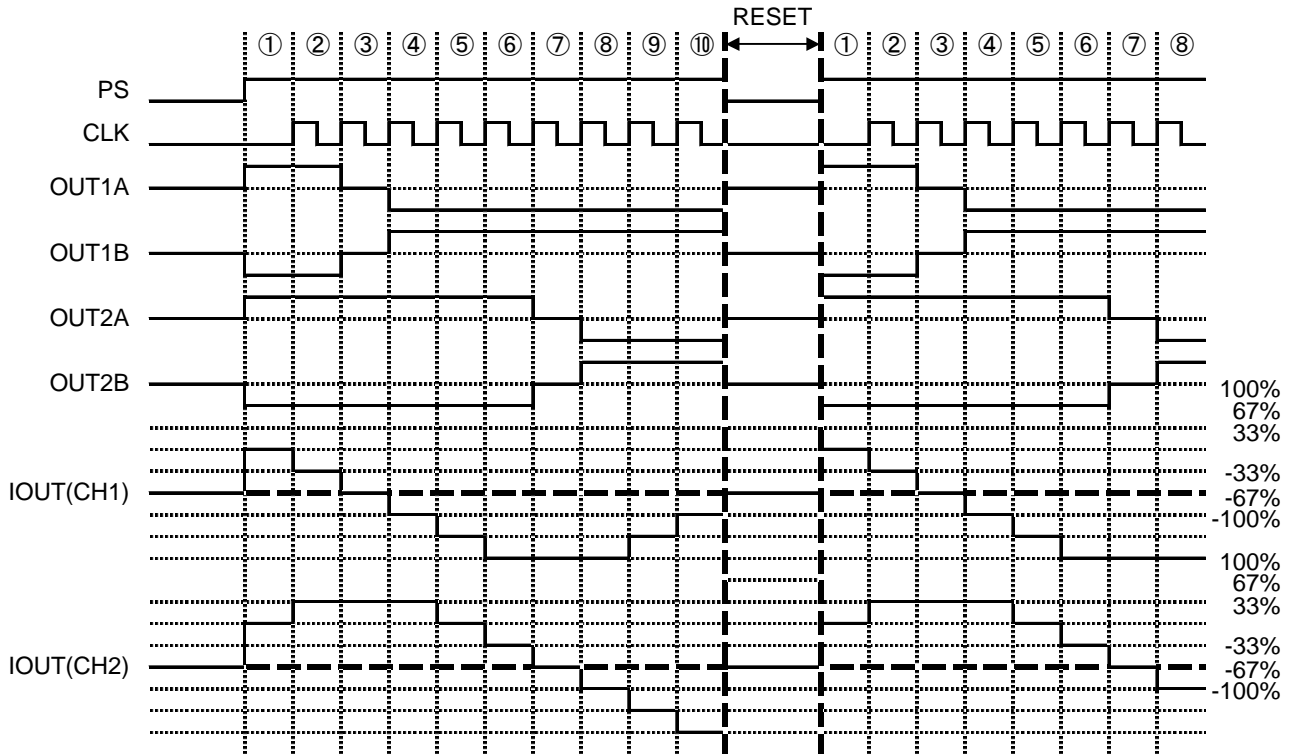 RESET
① ② ③ ④ ⑤ ⑥ ⑦ ⑧ ⑨ ⑩ ① ② ③ ④ ⑤ ⑥ ⑦ ⑧
PS
CLK
OUT1A
OUT1B
OUT2A
OUT2B
100%
67%
33%
IOUT(CH1)
-33%
-67%
-100%
100%
67%
33%
IOUT(CH2)
-33%
-67%
-100%